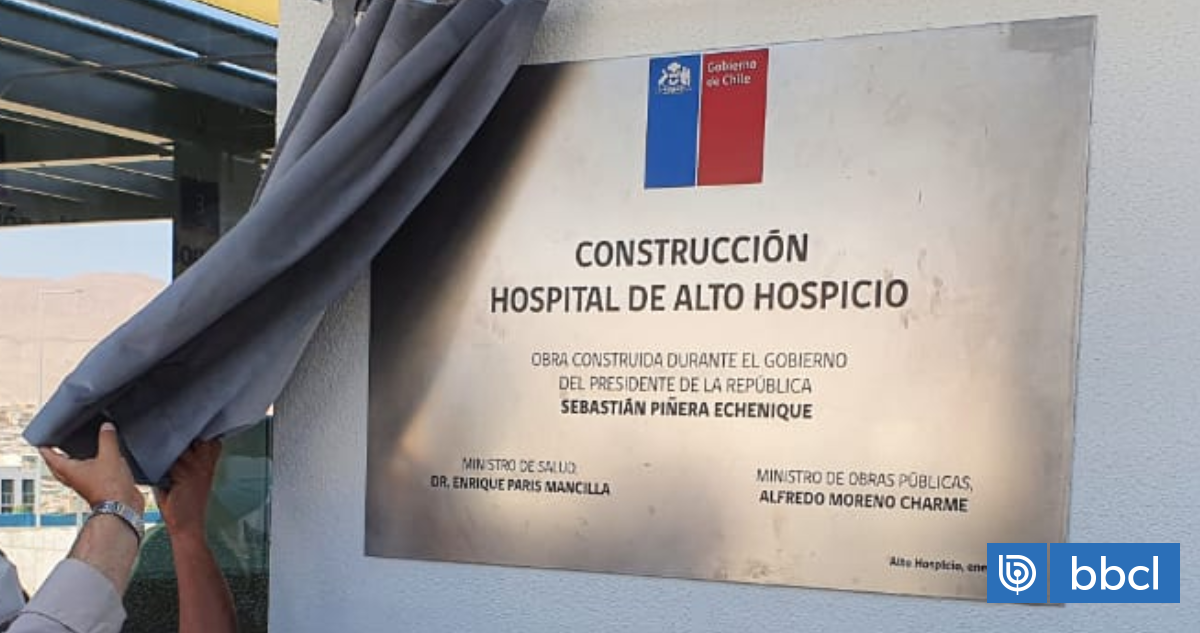 Gobierno
de Chile
CONSTRUCCIÓN
HOSPITAL DE ALTO HOSPICIO
OBRA CONSTRUIDA DURANTE EL GOBIERNO
DEL PRESIDENTE DE LA REPÚBLICA
SEBASTIÁN PIÑERA ECHENIQUE
MINISTRO DE SALUD,
DR. ENRIQUE PARIS MANCILLA
MINISTRO DE OBRAS PÚBLICAS,
ALFREDO MORENO CHARME
Alto Hospicio,
bbcl